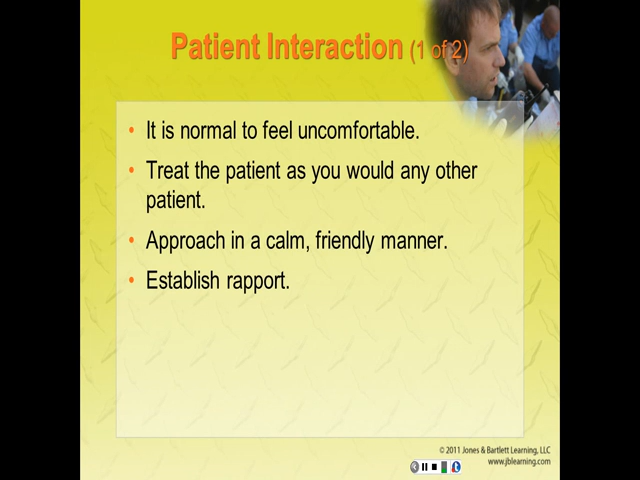 Patient Interaction (1 of 2)
• It is normal to feel uncomfortable.
• Treat the patient as you would any other
patient.
• Approach in a calm, friendly manner.
• Establish rapport.
© 2011 Jones & Bartlett Learning, LLC
www.jblearning.com